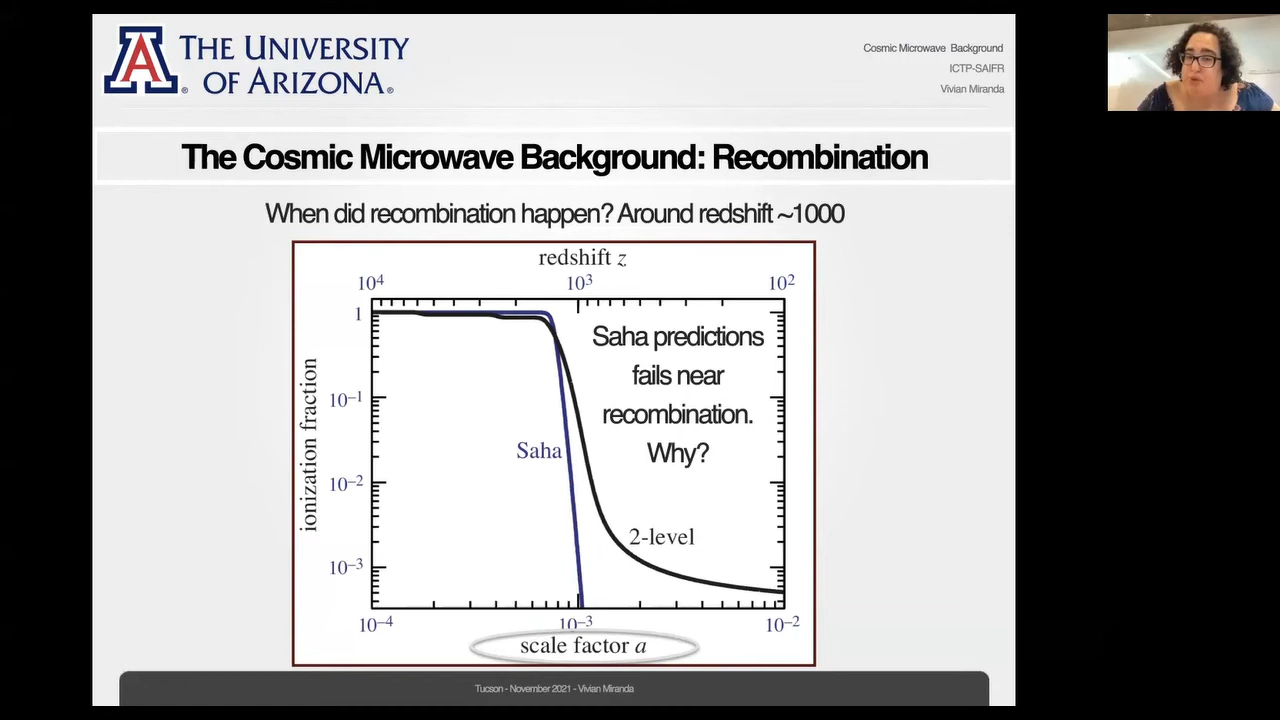 THE UNIVERSITY
OF ARIZONA.
Cosmic Microwave Background
ICTP-SAIFR
Vivian Miranda
The Cosmic Microwave Background: Recombination
When did recombination happen? Around redshift ~1000
redshift z
10⁴ 10³ 10²
1
10⁻¹
10⁻²
10⁻³
ionization fraction
Saha predictions
fails near
recombination.
Why?
Saha
2-level
10⁻⁴ 10⁻³ 10⁻²
scale factor a
Tucson - November 2021 - Vivian Miranda